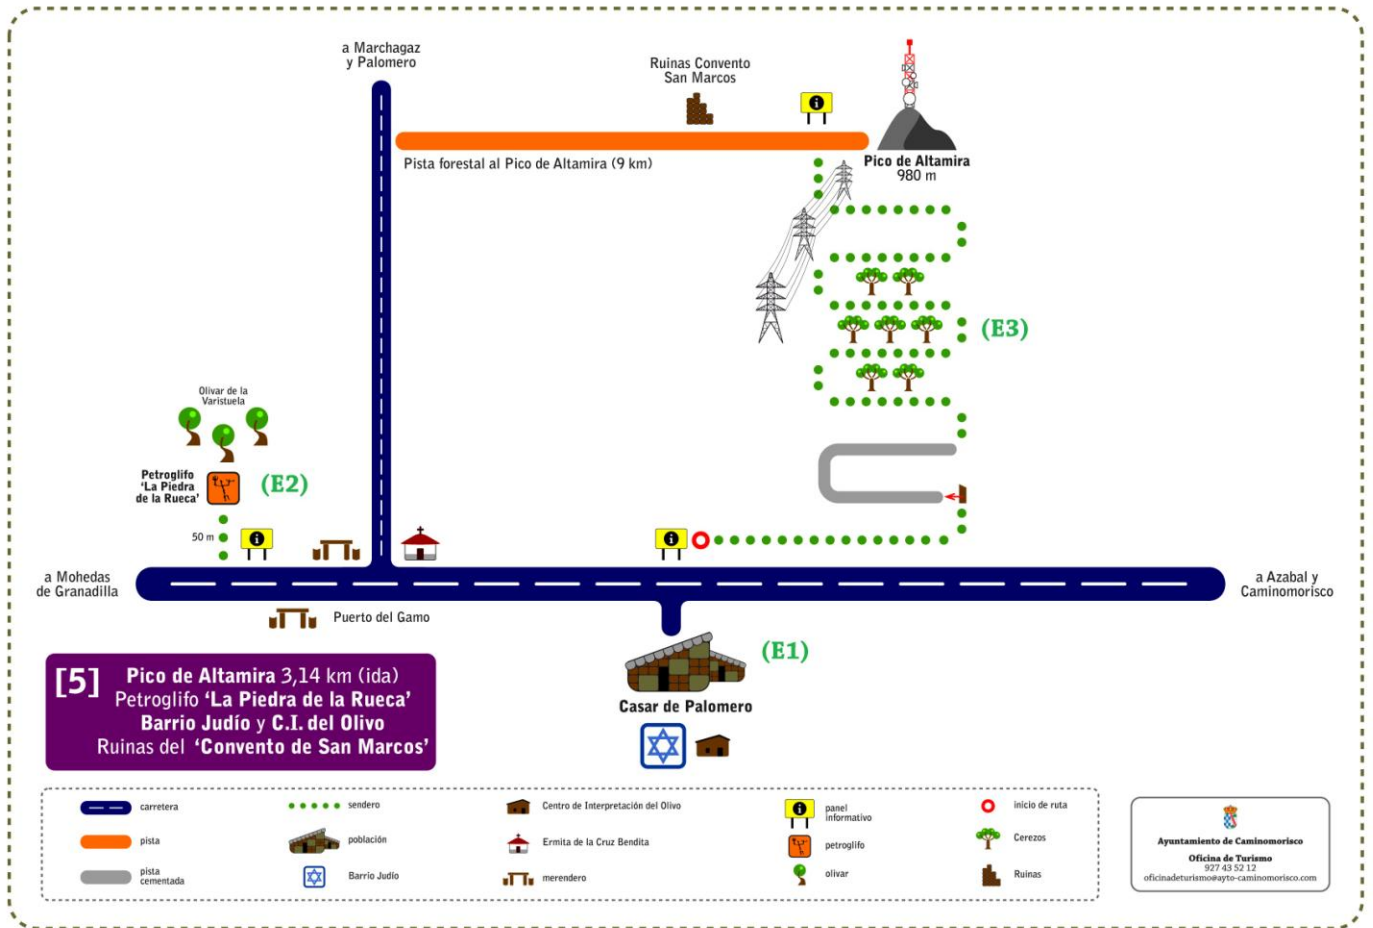 a Marchagaz
y Palomero
Ruinas Convento
San Marcos
Pista forestal al Pico de Altamira (9 km)
Pico de Altamira
980 m
(E3)
Olivar de la
Varistuela
Petroglifo
'La Piedra
de la Rueca'
(E2)
50 m
a Mohedas
de Granadilla
a Azabal y
Caminomorisco
Puerto del Gamo
(E1)
Casar de Palomero
[5]
Pico de Altamira 3,14 km (ida)
Petroglifo 'La Piedra de la Rueca'
Barrio Judío y C.I. del Olivo
Ruinas del 'Convento de San Marcos'
carretera
pista
pista
cementada
sendero
población
Barrio Judío
Centro de Interpretación del Olivo
Ermita de la Cruz Bendita
merendero
panel
informativo
petroglifo
olivar
inicio de ruta
Cerezos
Ruinas
Ayuntamiento de Caminomorisco
Oficina de Turismo
927 43 52 12
oficinadeturismo@ayto-caminomorisco.com